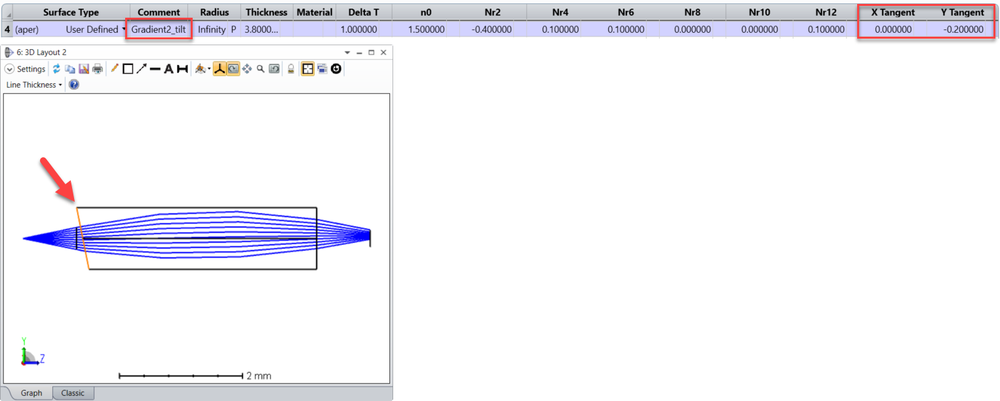 Surface Type Comment Radius Thickness Material Delta T n0 Nr2 Nr4 Nr6 Nr8 Nr10 Nr12 X Tangent Y Tangent
4 (aper) User Defined Gradient2_tilt Infinity P 3.8000... 1.000000 1.500000 -0.400000 0.100000 0.100000 0.000000 0.000000 0.100000 0.000000 -0.200000
6: 3D Layout 2
Settings
Line Thickness
Y
Z
2 mm
Graph Classic